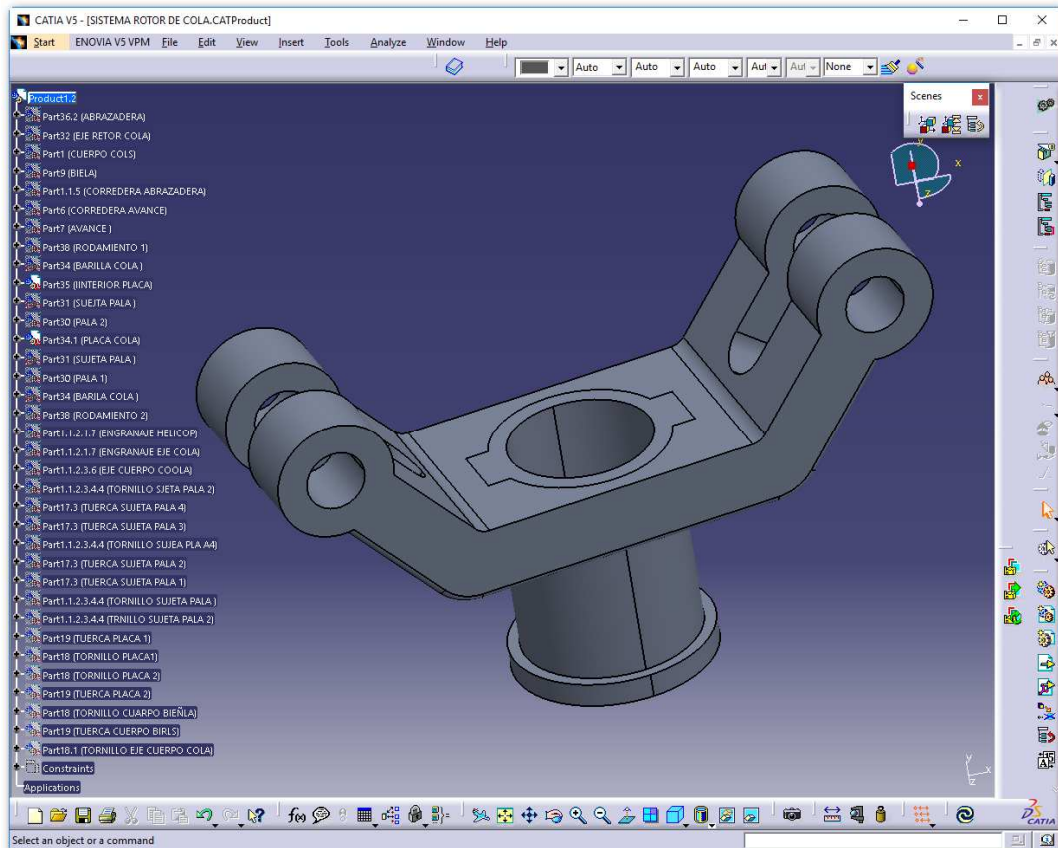 CATIA V5 - [SISTEMA ROTOR DE COLA.CATProduct]
Start ENOVIA V5 VPM File Edit View Insert Tools Analyze Window Help
Auto Auto Auto Aut Aut None
Scenes
Product1.2
Part36.2 (ABRAZADERA)
Part32 (EJE RETOR COLA)
Part1 (CUERPO COLS)
Part9 (BIELA)
Part1.1.5 (CORREDERA ABRAZADERA)
Part6 (CORREDERA AVANCE)
Part7 (AVANCE )
Part38 (RODAMIENTO 1)
Part34 (BARILLA COLA )
Part35 (IINTERIOR PLACA)
Part31 (SUEJTA PALA )
Part30 (PALA 2)
Part34.1 (PLACA COLA)
Part31 (SUJETA PALA )
Part30 (PALA 1)
Part34 (BARILA COLA )
Part38 (RODAMIENTO 2)
Part1.1.2.1.7 (ENGRANAJE HELICOP)
Part1.1.2.1.7 (ENGRANAJE EJE COLA)
Part1.1.2.3.6 (EJE CUERPO COOLA)
Part1.1.2.3.4.4 (TORNILLO SJETA PALA 2)
Part17.3 (TUERCA SUJETA PALA 4)
Part17.3 (TUERCA SUJETA PALA 3)
Part1.1.2.3.4.4 (TORNILLO SUJEA PLA A4)
Part17.3 (TUERCA SUJETA PALA 2)
Part17.3 (TUERCA SUJETA PALA 1)
Part1.1.2.3.4.4 (TORNILLO SUJETA PALA )
Part1.1.2.3.4.4 (TRNILLO SUJETA PALA 2)
Part19 (TUERCA PLACA 1)
Part18 (TORNILLO PLACA1)
Part18 (TORNILLO PLACA 2)
Part19 (TUERCA PLACA 2)
Part18 (TORNILLO CUARPO BIEÑLA)
Part19 (TUERCA CUERPO BIRLS)
Part18.1 (TORNILLO EJE CUERPO COLA)
Constraints
Applications
y
x
z
y
x
z
f(x)
CATIA
Select an object or a command